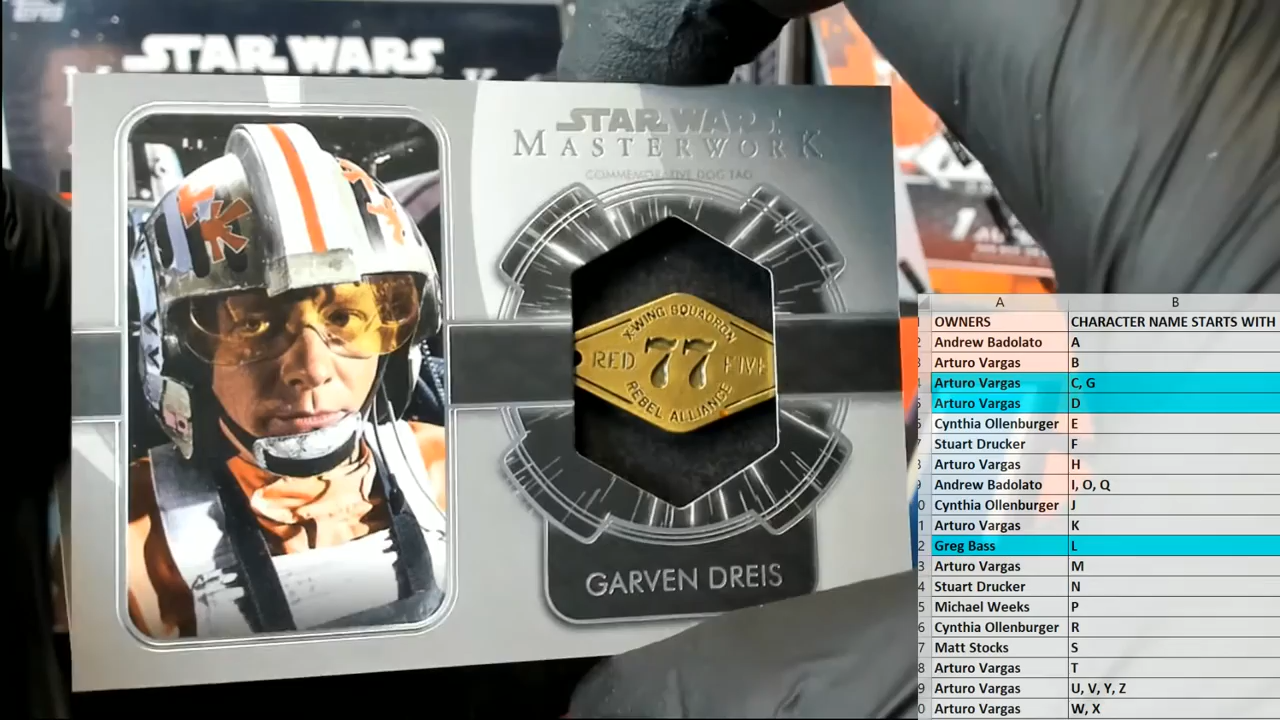 STAR WARS
STAR WARS
MASTERWORK
COMMEMORATIVE DOG TAG
X-WING SQUADRON
RED 77 FIVE
REBEL ALLIANCE
GARVEN DREIS
1
A B
OWNERS CHARACTER NAME STARTS WITH
Andrew Badolato A
Arturo Vargas B
Arturo Vargas C, G
Arturo Vargas D
Cynthia Ollenburger E
Stuart Drucker F
Arturo Vargas H
Andrew Badolato I, O, Q
Cynthia Ollenburger J
Arturo Vargas K
Greg Bass L
Arturo Vargas M
Stuart Drucker N
Michael Weeks P
Cynthia Ollenburger R
Matt Stocks S
Arturo Vargas T
Arturo Vargas U, V, Y, Z
Arturo Vargas W, X